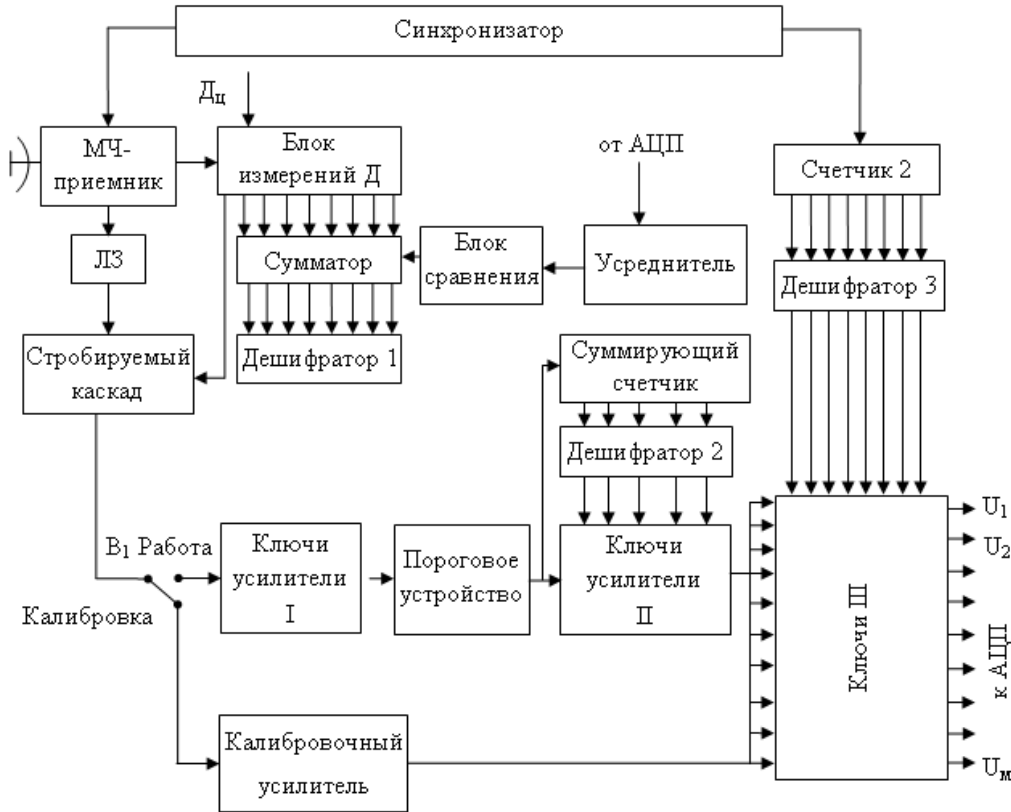 Синхронизатор
Дц
МЧ-
приемник
Блок
измерений Д
от АЦП
Счетчик 2
ЛЗ
Сумматор
Блок
сравнения
Усреднитель
Дешифратор 3
Стробируемый
каскад
Дешифратор 1
Суммирующий
счетчик
Дешифратор 2
В1 Работа
Калибровка
Ключи
усилители
I
Пороговое
устройство
Ключи
усилители
II
Ключи III
U1
U2
к АЦП
Uм
Калибровочный
усилитель